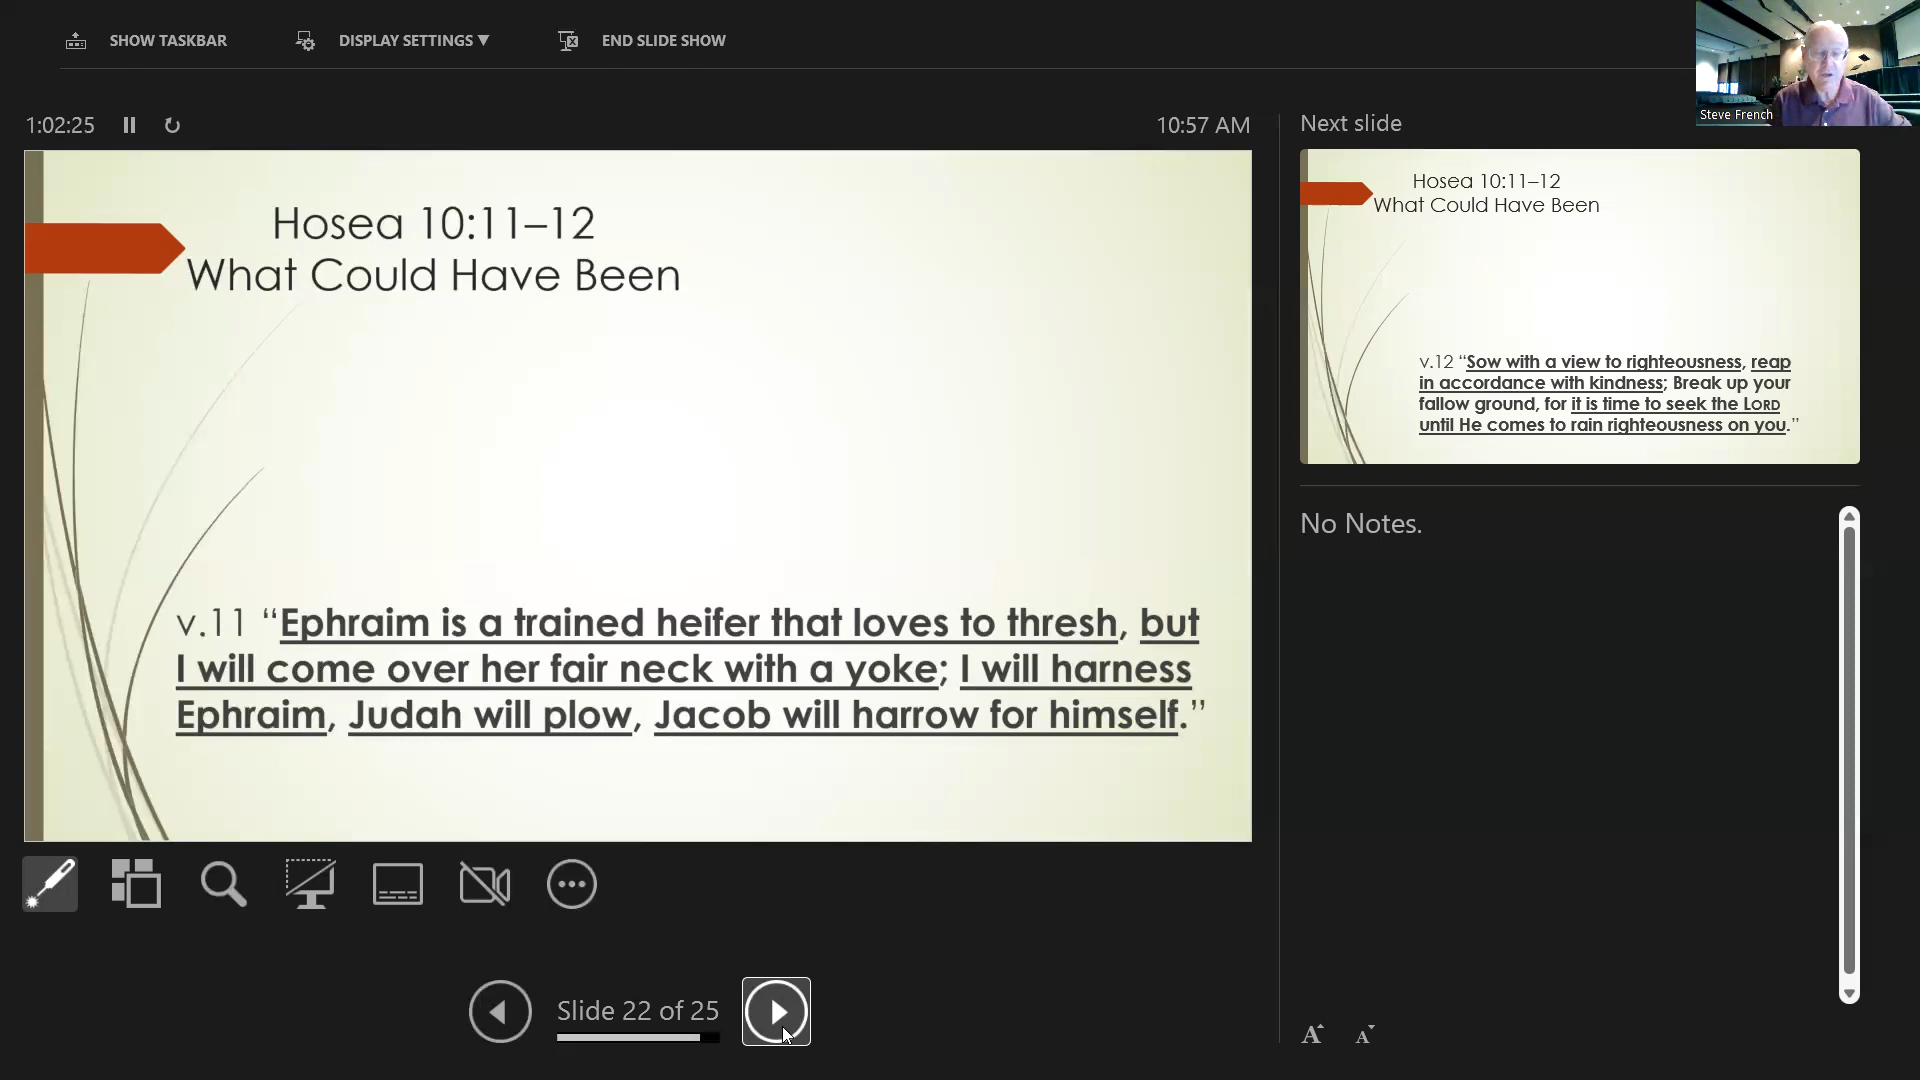 SHOW TASKBAR
DISPLAY SETTINGS ▼
END SLIDE SHOW
Steve French
1:02:25
10:57 AM
Hosea 10:11–12
What Could Have Been
v.11 “Ephraim is a trained heifer that loves to thresh, but
I will come over her fair neck with a yoke; I will harness
Ephraim, Judah will plow, Jacob will harrow for himself.”
Slide 22 of 25
Next slide
Hosea 10:11–12
What Could Have Been
v.12 “Sow with a view to righteousness, reap
in accordance with kindness; Break up your
fallow ground, for it is time to seek the LORD
until He comes to rain righteousness on you.”
No Notes.
A A